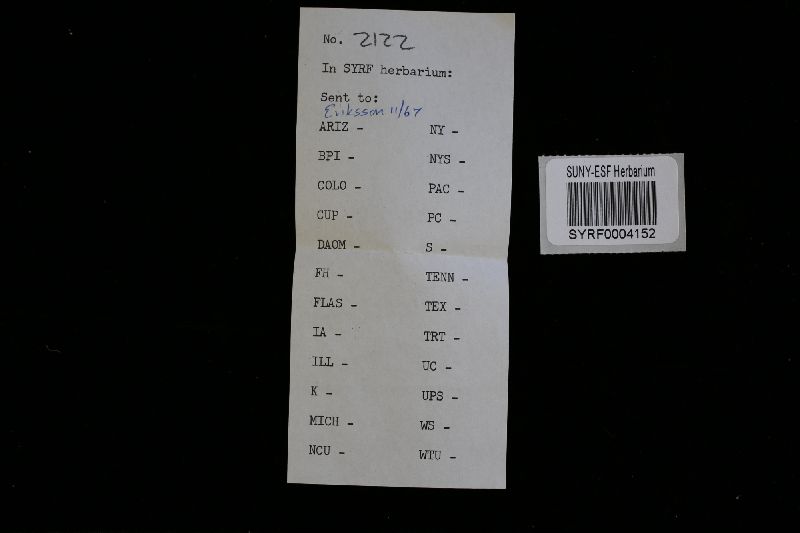 No. 2122
In SYRF herbarium:
Sent to:
Eriksson 11/67
ARIZ -
BPI -
COLO -
CUP -
DAOM -
FH -
FLAS -
IA -
ILL -
K -
MICH -
NCU -
NY -
NYS -
PAC -
PC -
S -
TENN -
TEX -
TRT -
UC -
UPS -
WS -
WTU -
SUNY-ESF Herbarium
SYRF0004152